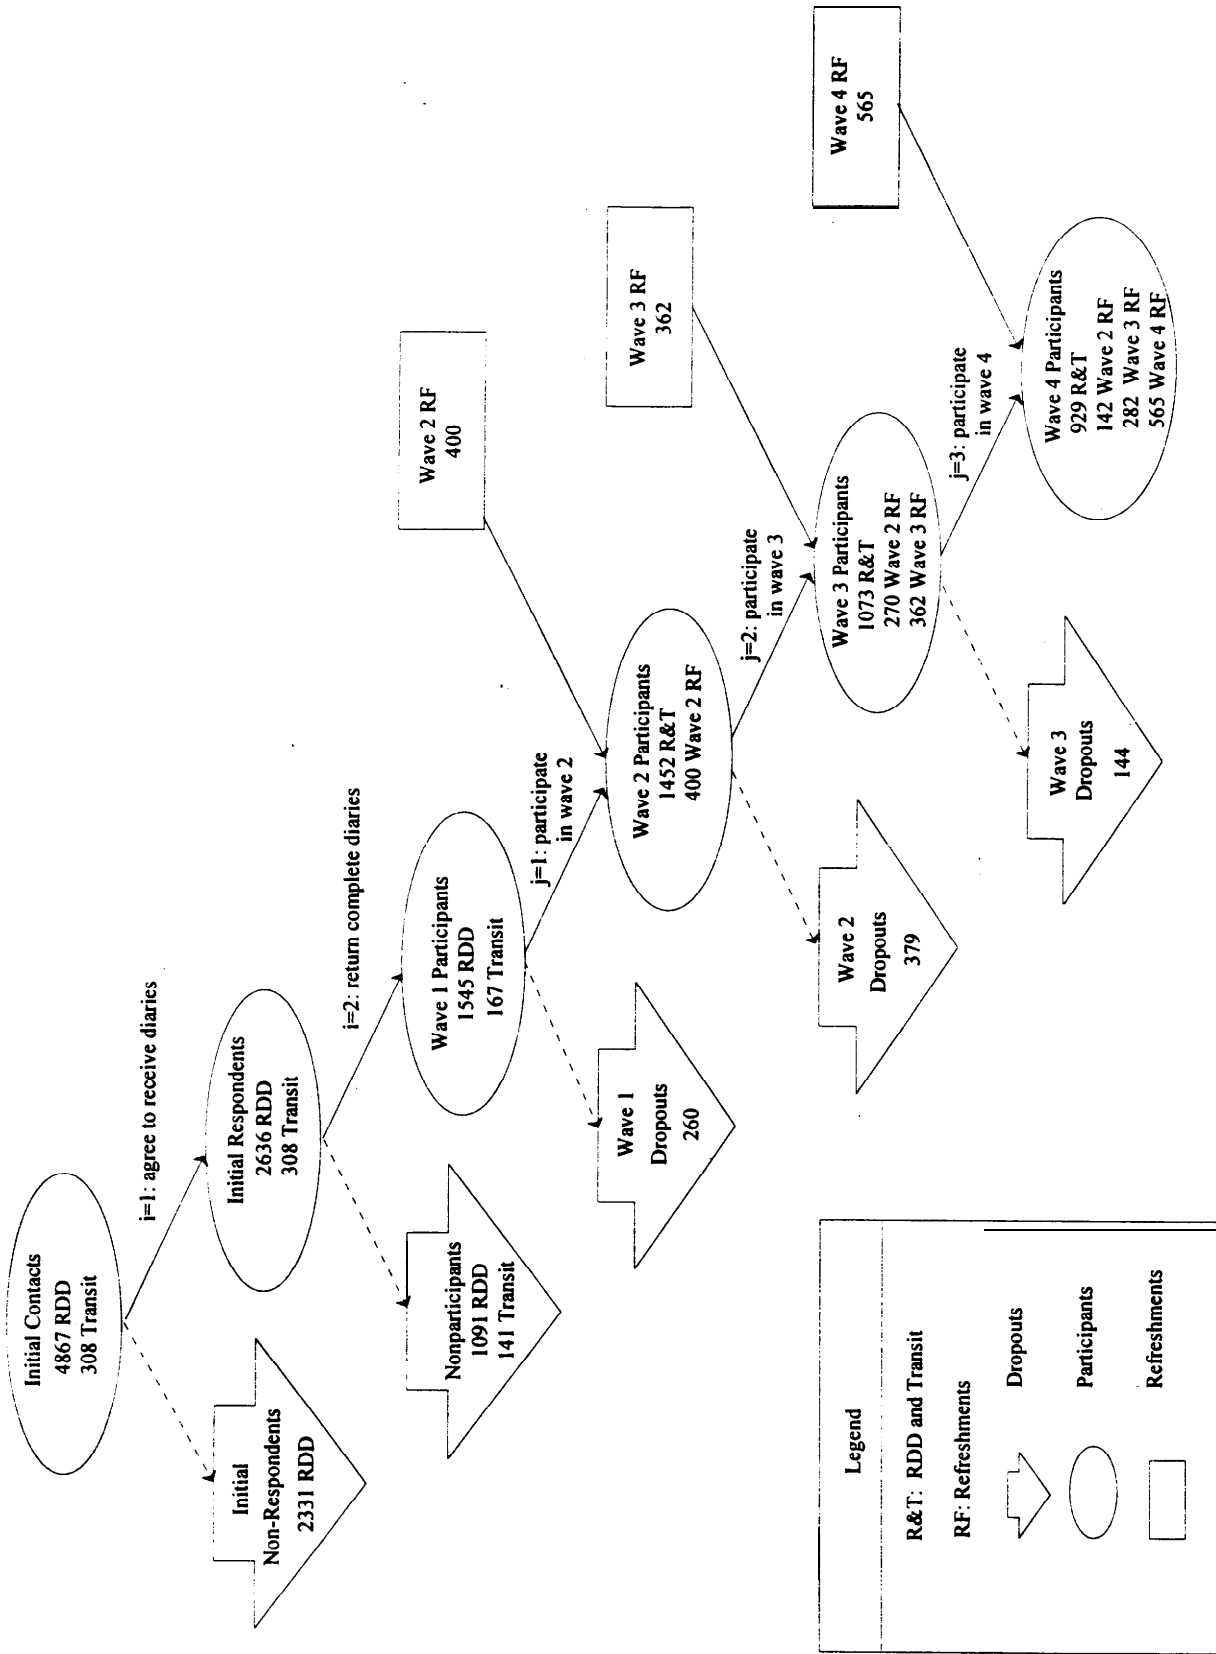 Initial Contacts
4867 RDD
308 Transit
i=1: agree to receive diaries
Initial
Non-Respondents
2331 RDD
Initial Respondents
2636 RDD
308 Transit
i=2: return complete diaries
Nonparticipants
1091 RDD
141 Transit
Wave 1 Participants
1545 RDD
167 Transit
Wave 2 RF
400
j=1: participate
in wave 2
Wave 1
Dropouts
260
Wave 2 Participants
1452 R&T
400 Wave 2 RF
Wave 3 RF
362
j=2: participate
in wave 3
Wave 2
Dropouts
379
Wave 3 Participants
1073 R&T
270 Wave 2 RF
362 Wave 3 RF
Wave 4 RF
565
j=3: participate
in wave 4
Wave 3
Dropouts
144
Wave 4 Participants
929 R&T
142 Wave 2 RF
282 Wave 3 RF
565 Wave 4 RF
Legend
R&T: RDD and Transit
RF: Refreshments
Dropouts
Participants
Refreshments